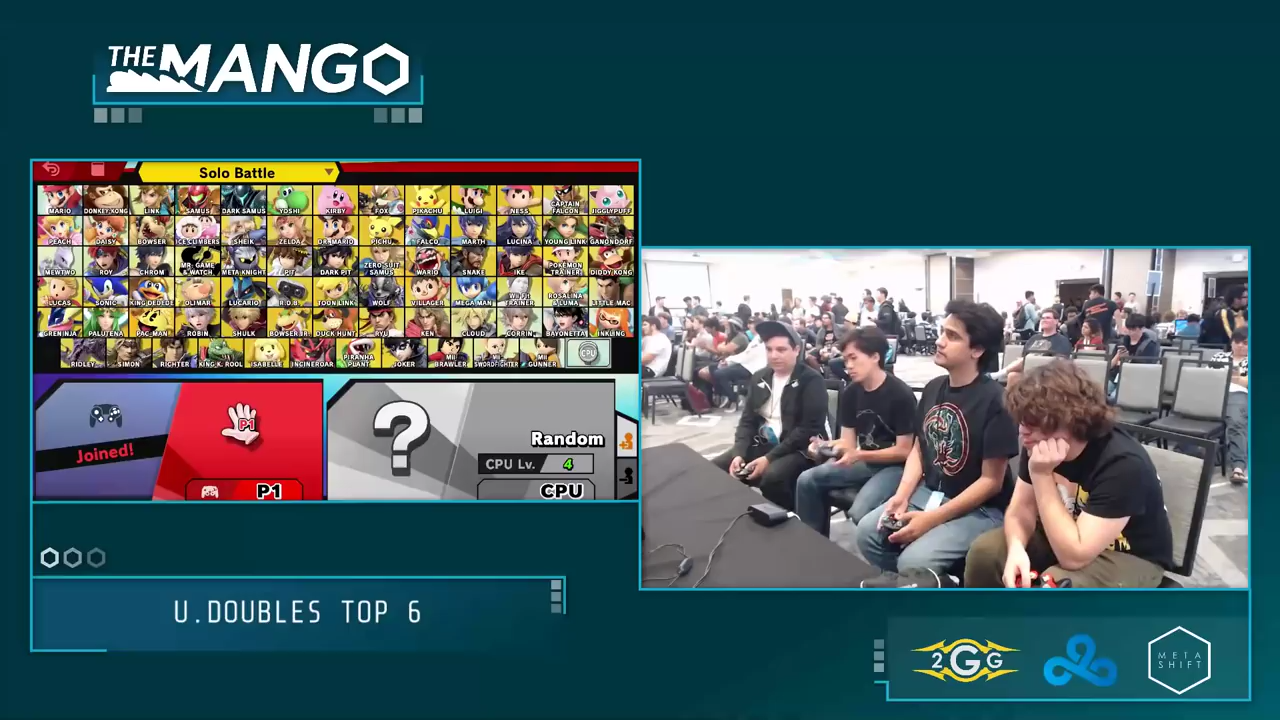 THE MANGO
Solo Battle
MARIO DONKEY KONG LINK SAMUS DARK SAMUS YOSHI KIRBY FOX PIKACHU LUIGI NESS CAPTAIN FALCON JIGGLYPUFF
PEACH DAISY BOWSER ICE CLIMBERS SHEIK ZELDA DR. MARIO PICHU FALCO MARTH LUCINA YOUNG LINK GANONDORF
MEWTWO ROY CHROM MR. GAME & WATCH META KNIGHT PIT DARK PIT ZERO SUIT SAMUS WARIO SNAKE IKE POKÉMON TRAINER DIDDY KONG
LUCAS SONIC KING DEDEDE OLIMAR LUCARIO R.O.B. TOON LINK WOLF VILLAGER MEGA MAN Wii Fit TRAINER ROSALINA & LUMA LITTLE MAC
GRENINJA PALUTENA PAC-MAN ROBIN SHULK BOWSER JR. DUCK HUNT RYU KEN CLOUD CORRIN BAYONETTA INKLING
RIDLEY SIMON RICHTER KING K. ROOL ISABELLE INCINEROAR PIRANHA PLANT JOKER Mii BRAWLER Mii SWORDFIGHTER Mii GUNNER CPU
Joined!
P1
P1
Random
CPU Lv. 4
CPU
U.DOUBLES TOP 6
2GG
META
SHIFT